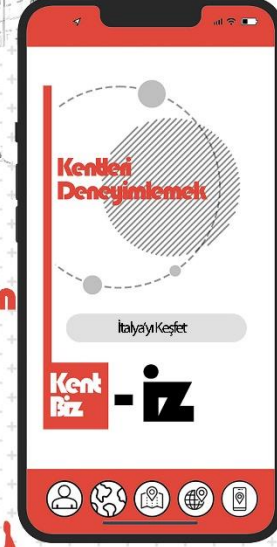 Kentleri
Deneyimlemek
İtalya'yı Keşfet
Kent
Biz
- iz
n